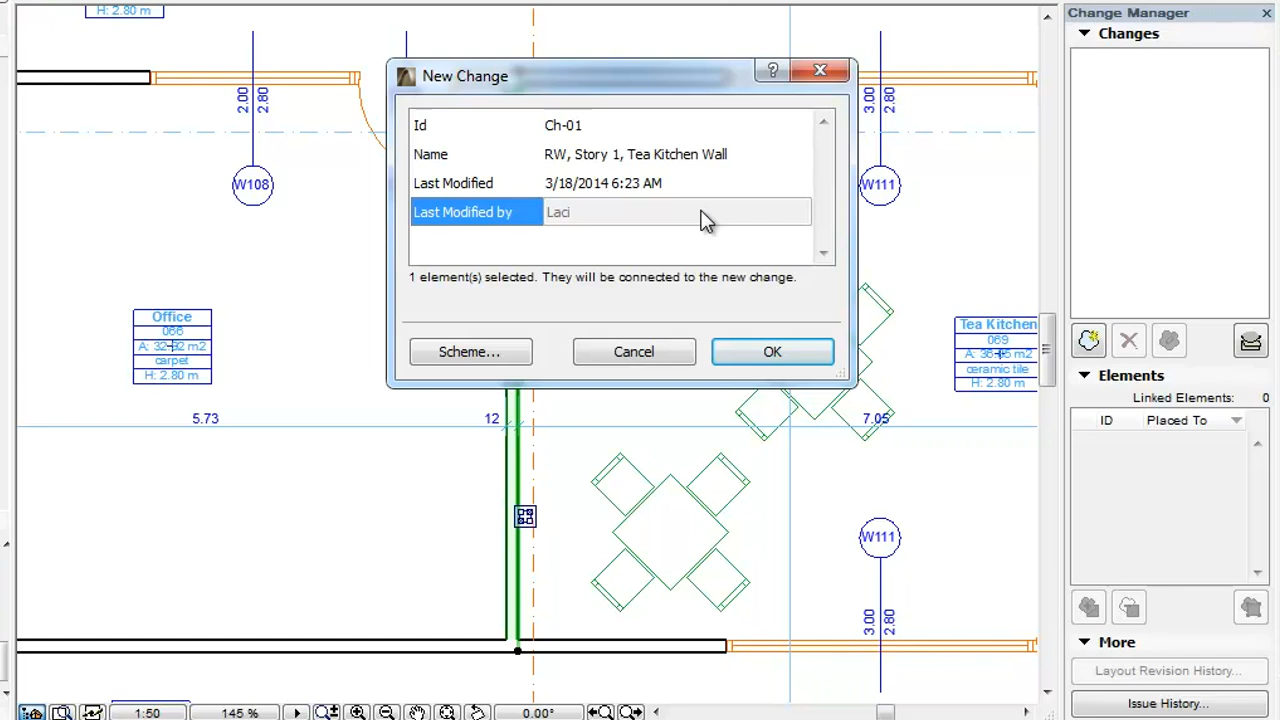 H: 2.80 m
Change Manager
Changes
New Change
Id Ch-01
Name RW, Story 1, Tea Kitchen Wall
Last Modified 3/18/2014 6:23 AM
Last Modified by Laci
1 element(s) selected. They will be connected to the new change.
Scheme... Cancel OK
2.00
2.80
W108
3.00
2.80
W111
Office
066
carpet
H: 2.80 m
Tea Kitchen
069
ceramic tile
H: 2.80 m
5.73
12
7.05
W111
3.00
2.80
Elements
Linked Elements: 0
ID Placed To
More
Layout Revision History...
Issue History...
1:50
145 %
0.00°